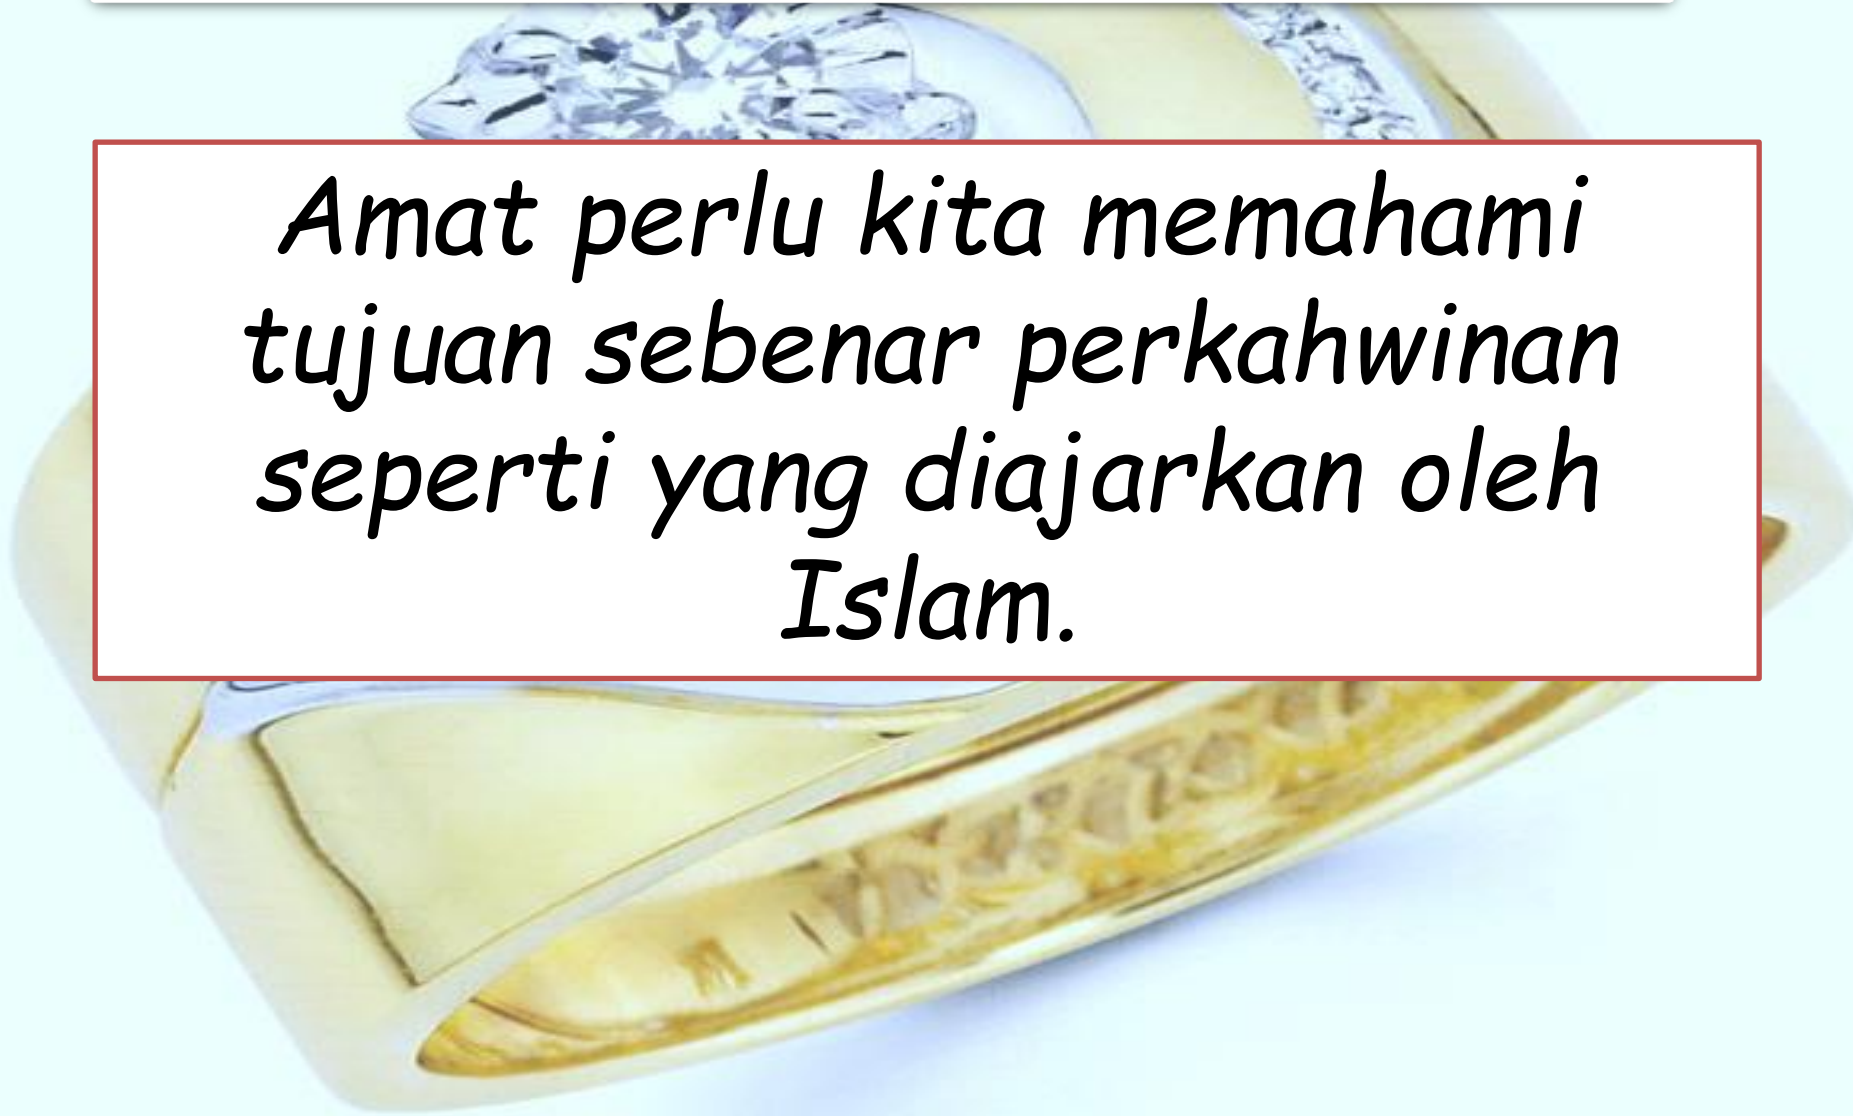 Amat perlu kita memahami
tujuan sebenar perkahwinan
seperti yang diajarkan oleh
Islam.